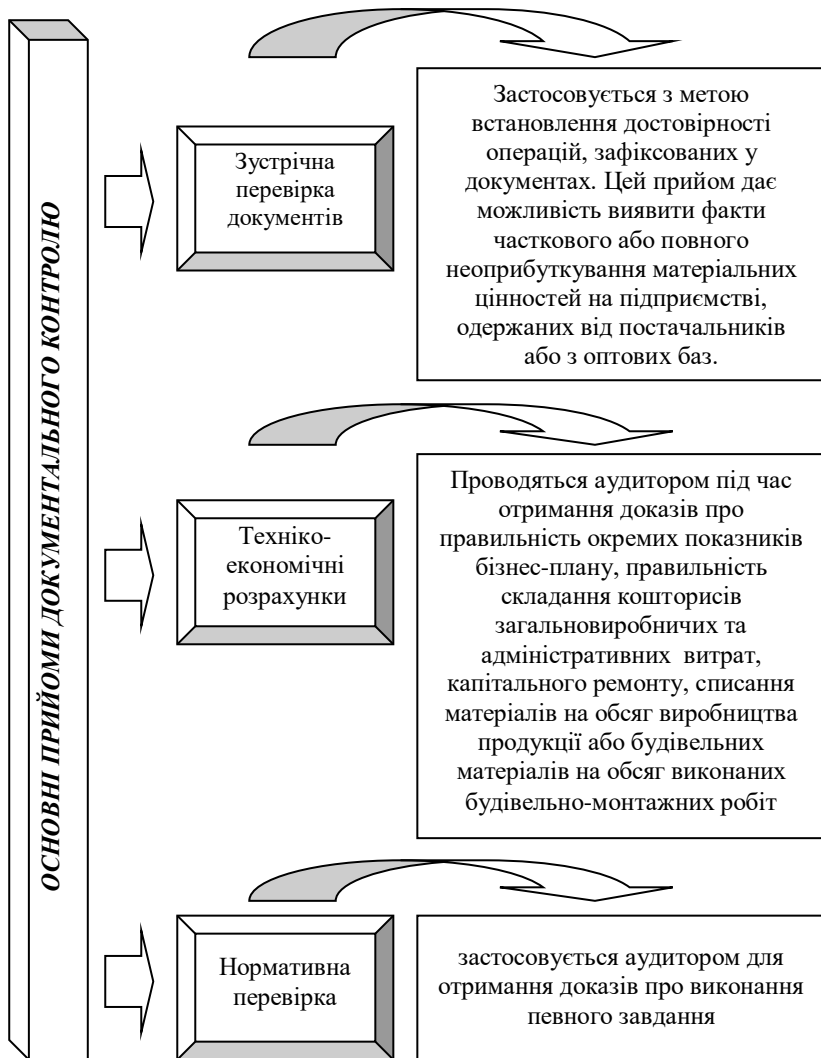 ОСНОВНІ ПРИЙОМИ ДОКУМЕНТАЛЬНОГО КОНТРОЛЮ
Зустрічна
перевірка
документів
Застосовується з метою
встановлення достовірності
операцій, зафіксованих у
документах. Цей прийом дає
можливість виявити факти
часткового або повного
неоприбуткування матеріальних
цінностей на підприємстві,
одержаних від постачальників
або з оптових баз.
Техніко-
економічні
розрахунки
Проводяться аудитором під час
отримання доказів про
правильність окремих показників
бізнес-плану, правильність
складання кошторисів
загальновиробничих та
адміністративних витрат,
капітального ремонту, списання
матеріалів на обсяг виробництва
продукції або будівельних
матеріалів на обсяг виконаних
будівельно-монтажних робіт
Нормативна
перевірка
застосовується аудитором для
отримання доказів про виконання
певного завдання